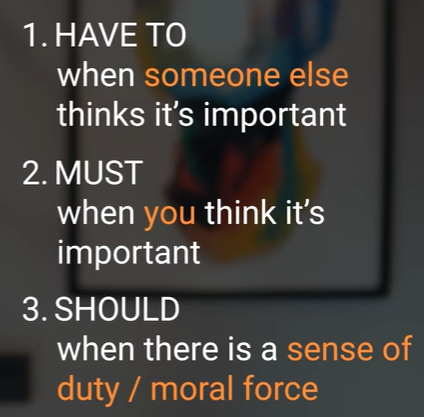 1. HAVE TO
when someone else
thinks it’s important
2. MUST
when you think it’s
important
3. SHOULD
when there is a sense of
duty / moral force